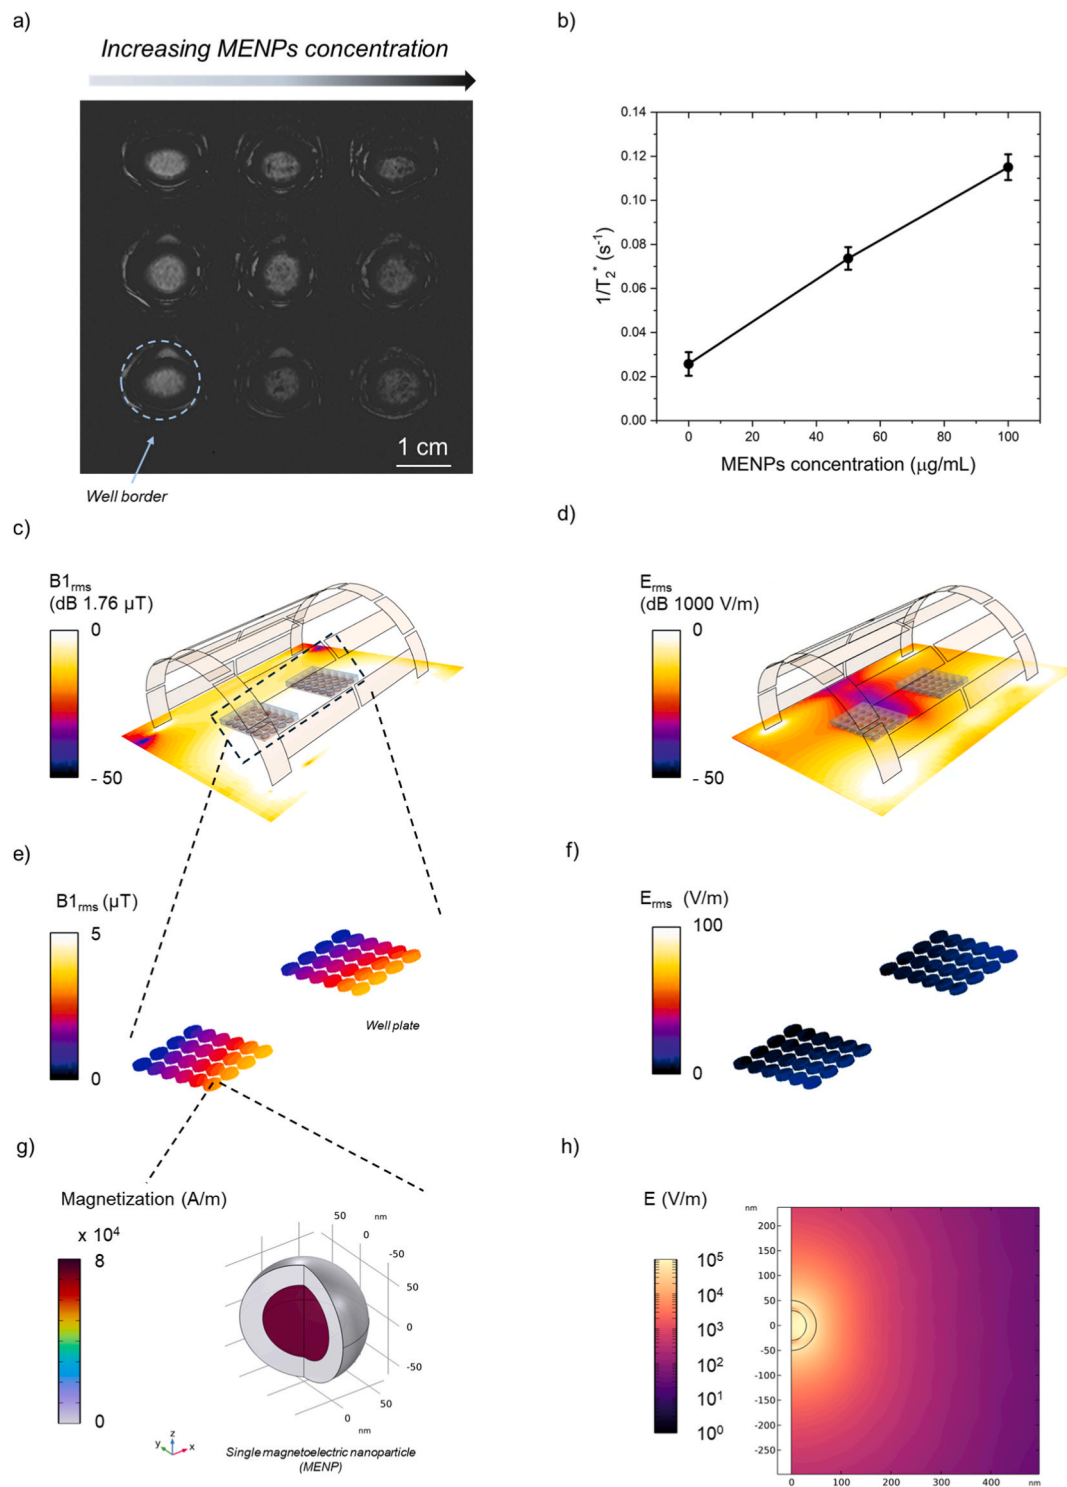 a)
Increasing MENPs concentration
1 cm
Well border
b)
0.14
0.12
0.10
0.08
0.06
0.04
0.02
0.00
1/T2* (s-1)
0
20
40
60
80
100
MENPs concentration (µg/mL)
c)
B1rms
(dB 1.76 µT)
0
- 50
d)
Erms
(dB 1000 V/m)
0
- 50
e)
B1rms (µT)
5
0
Well plate
f)
Erms (V/m)
100
0
g)
Magnetization (A/m)
x 10^4
8
0
50
nm
0
-50
50
0
-50
50
0
nm
z
y
x
Single magnetoelectric nanoparticle
(MENP)
h)
E (V/m)
10^5
10^4
10^3
10^2
10^1
10^0
nm
200
150
100
50
0
-50
-100
-150
-200
-250
0
100
200
300
400
nm